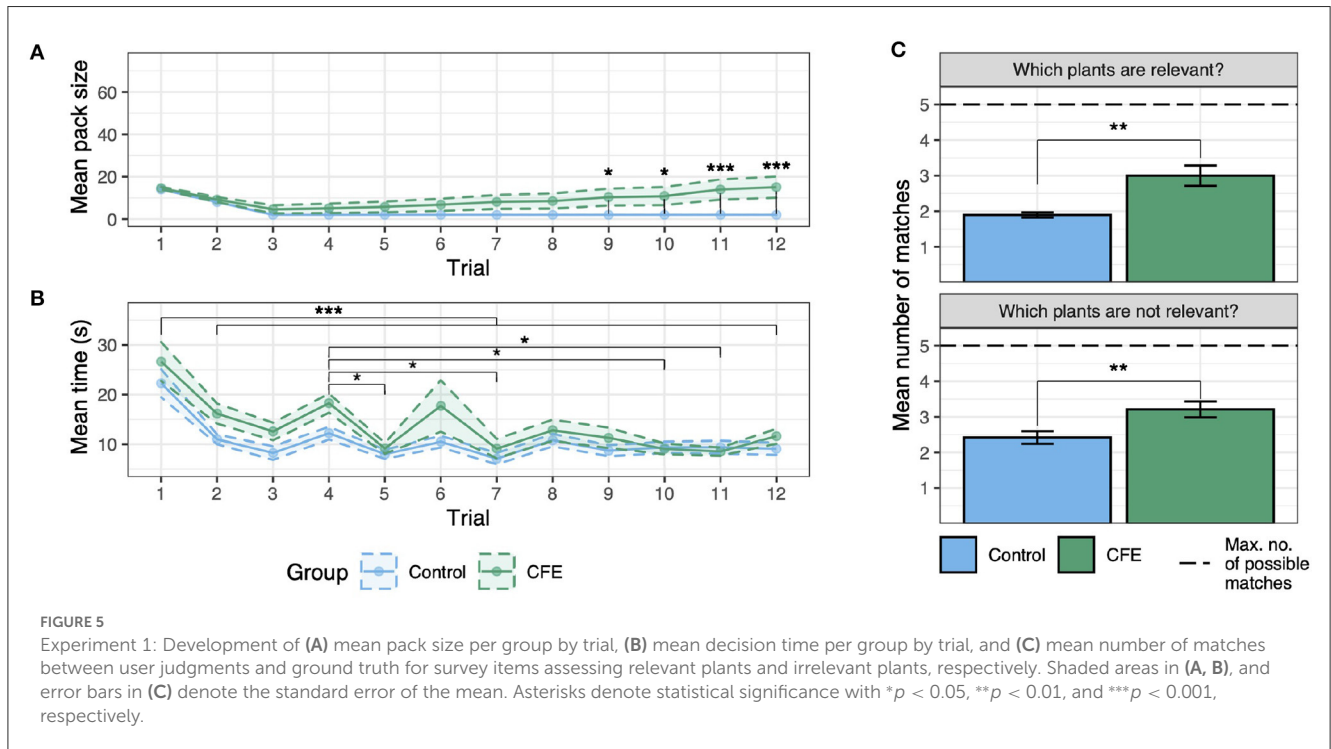 A
Mean pack size
60
40
20
0
* * *** ***
1 2 3 4 5 6 7 8 9 10 11 12
Trial
B
Mean time (s)
30
20
10
***
*
*
*
*
1 2 3 4 5 6 7 8 9 10 11 12
Trial
Group Control CFE
C
Mean number of matches
Which plants are relevant?
5
4
3
2
1
**
Which plants are not relevant?
5
4
3
2
1
**
Control CFE
Max. no.
of possible
matches
FIGURE 5
Experiment 1: Development of (A) mean pack size per group by trial, (B) mean decision time per group by trial, and (C) mean number of matches
between user judgments and ground truth for survey items assessing relevant plants and irrelevant plants, respectively. Shaded areas in (A, B), and
error bars in (C) denote the standard error of the mean. Asterisks denote statistical significance with *p < 0.05, **p < 0.01, and ***p < 0.001,
respectively.